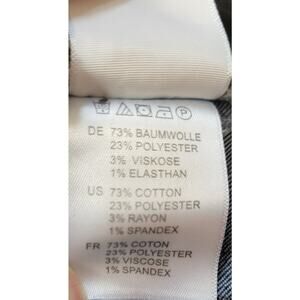 DE 73% BAUMWOLLE
23% POLYESTER
3% VISKOSE
1% ELASTHAN
US 73% COTTON
23% POLYESTER
3% RAYON
1% SPANDEX
FR 73% COTON
23% POLYESTER
3% VISCOSE
1% SPANDEX